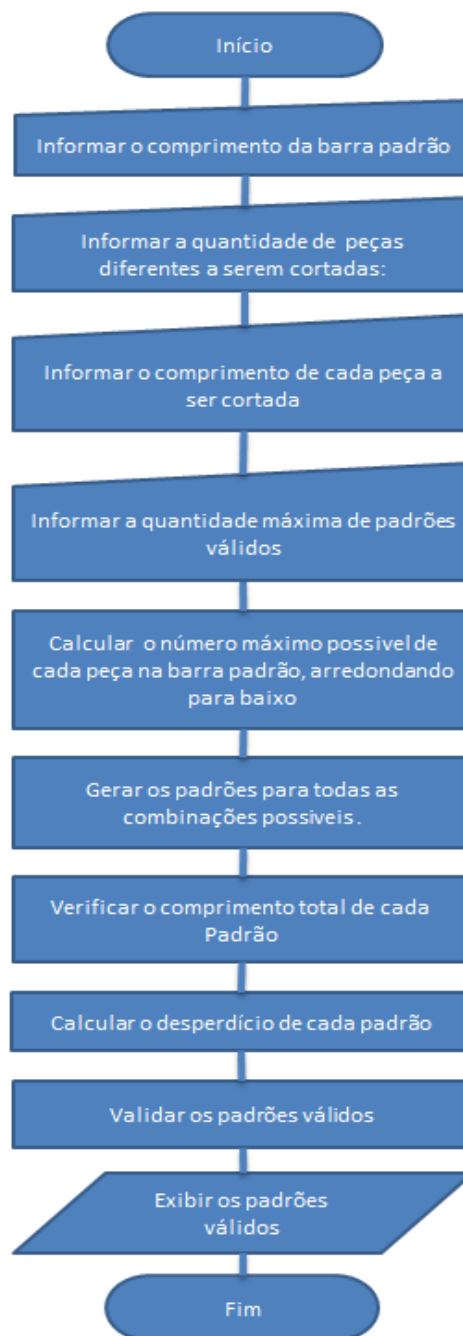 Início
Informar o comprimento da barra padrão
Informar a quantidade de peças
diferentes a serem cortadas:
Informar o comprimento de cada peça a
ser cortada
Informar a quantidade máxima de padrões
válidos
Calcular o número máximo possivel de
cada peça na barra padrão, arredondando
para baixo
Gerar os padrões para todas as
combinações possiveis.
Verificar o comprimento total de cada
Padrão
Calcular o desperdício de cada padrão
Validar os padrões válidos
Exibir os padrões
válidos
Fim